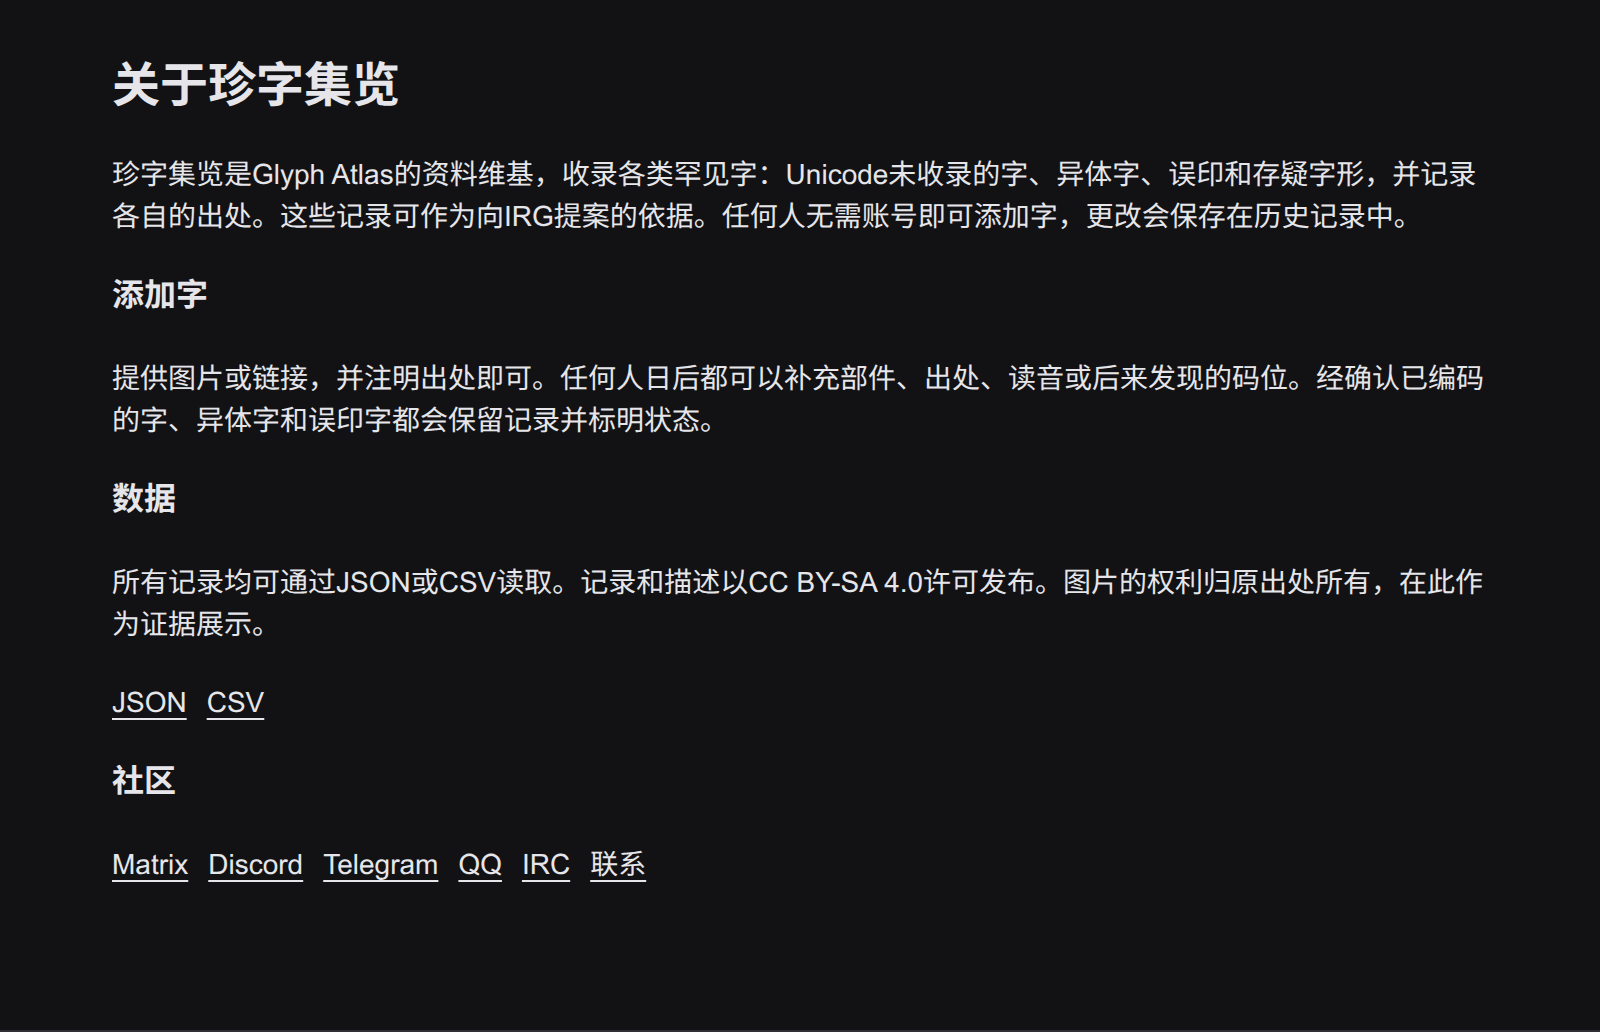 关于珍字集览
珍字集览是Glyph Atlas的资料维基，收录各类罕见字：Unicode未收录的字、异体字、误印和存疑字形，并记录
各自的出处。这些记录可作为向IRG提案的依据。任何人无需账号即可添加字，更改会保存在历史记录中。
添加字
提供图片或链接，并注明出处即可。任何人日后都可以补充部件、出处、读音或后来发现的码位。经确认已编码
的字、异体字和误印字都会保留记录并标明状态。
数据
所有记录均可通过JSON或CSV读取。记录和描述以CC BY-SA 4.0许可发布。图片的权利归原出处所有，在此作
为证据展示。
JSON CSV
社区
Matrix Discord Telegram QQ IRC 联系